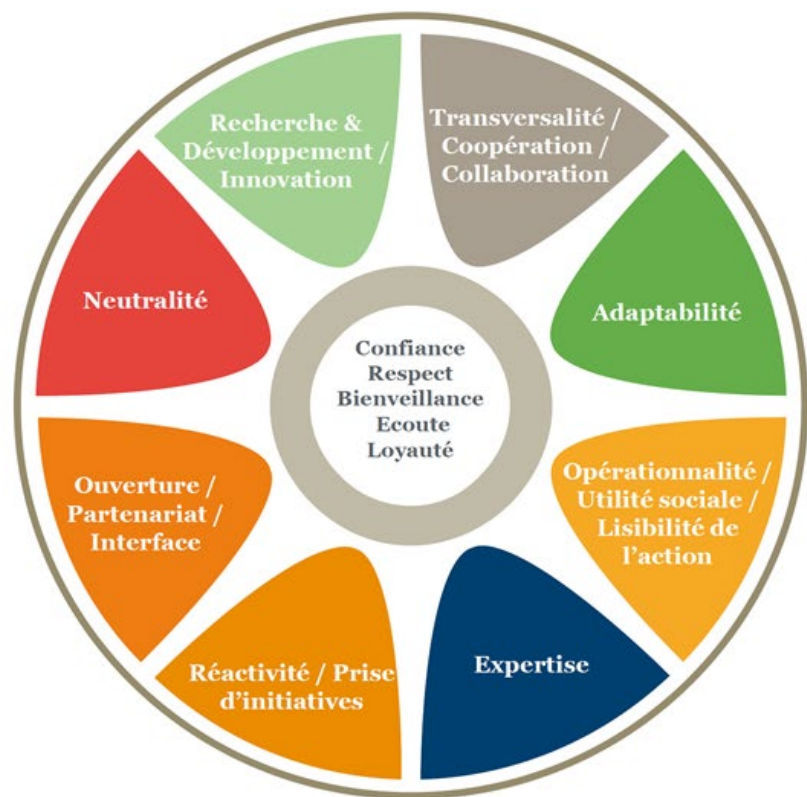 Recherche &
Développement /
Innovation
Transversalité /
Coopération /
Collaboration
Neutralité
Adaptabilité
Confiance
Respect
Bienveillance
Ecoute
Loyauté
Ouverture /
Partenariat /
Interface
Opérationnalité /
Utilité sociale /
Lisibilité de
l’action
Réactivité / Prise
d’initiatives
Expertise